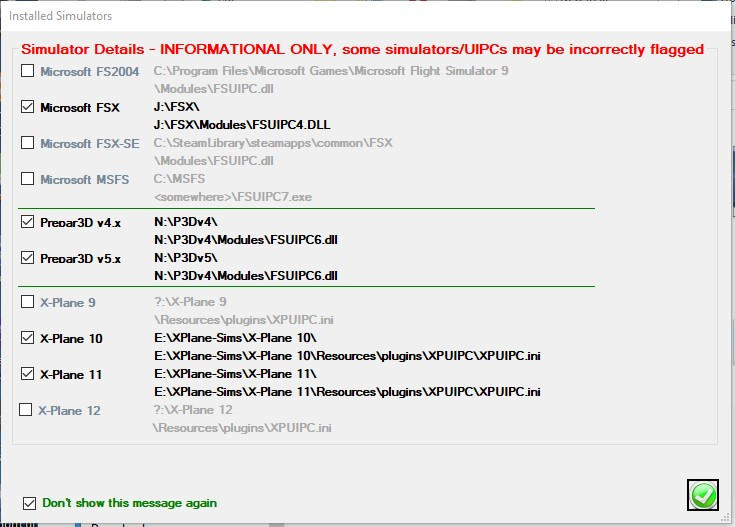 Installed Simulators
Simulator Details - INFORMATIONAL ONLY, some simulators/UIPCs may be incorrectly flagged
Microsoft FS2004 C:\Program Files\Microsoft Games\Microsoft Flight Simulator 9
\Modules\FSUIPC.dll
Microsoft FSX J:\FSX\
J:\FSX\Modules\FSUIPC4.DLL
Microsoft FSX-SE C:\SteamLibrary\steamapps\common\FSX
\Modules\FSUIPC.dll
Microsoft MSFS C:\MSFS
<somewhere>\FSUIPC7.exe
Prepar3D v4.x N:\P3Dv4\
N:\P3Dv4\Modules\FSUIPC6.dll
Prepar3D v5.x N:\P3Dv5\
N:\P3Dv4\Modules\FSUIPC6.dll
X-Plane 9 ?:\X-Plane 9
\Resources\plugins\XPUIPC.ini
X-Plane 10 E:\XPlane-Sims\X-Plane 10\
E:\XPlane-Sims\X-Plane 10\Resources\plugins\XPUIPC\XPUIPC.ini
X-Plane 11 E:\XPlane-Sims\X-Plane 11\
E:\XPlane-Sims\X-Plane 11\Resources\plugins\XPUIPC\XPUIPC.ini
X-Plane 12 ?:\X-Plane 12
\Resources\plugins\XPUIPC.ini
Don't show this message again